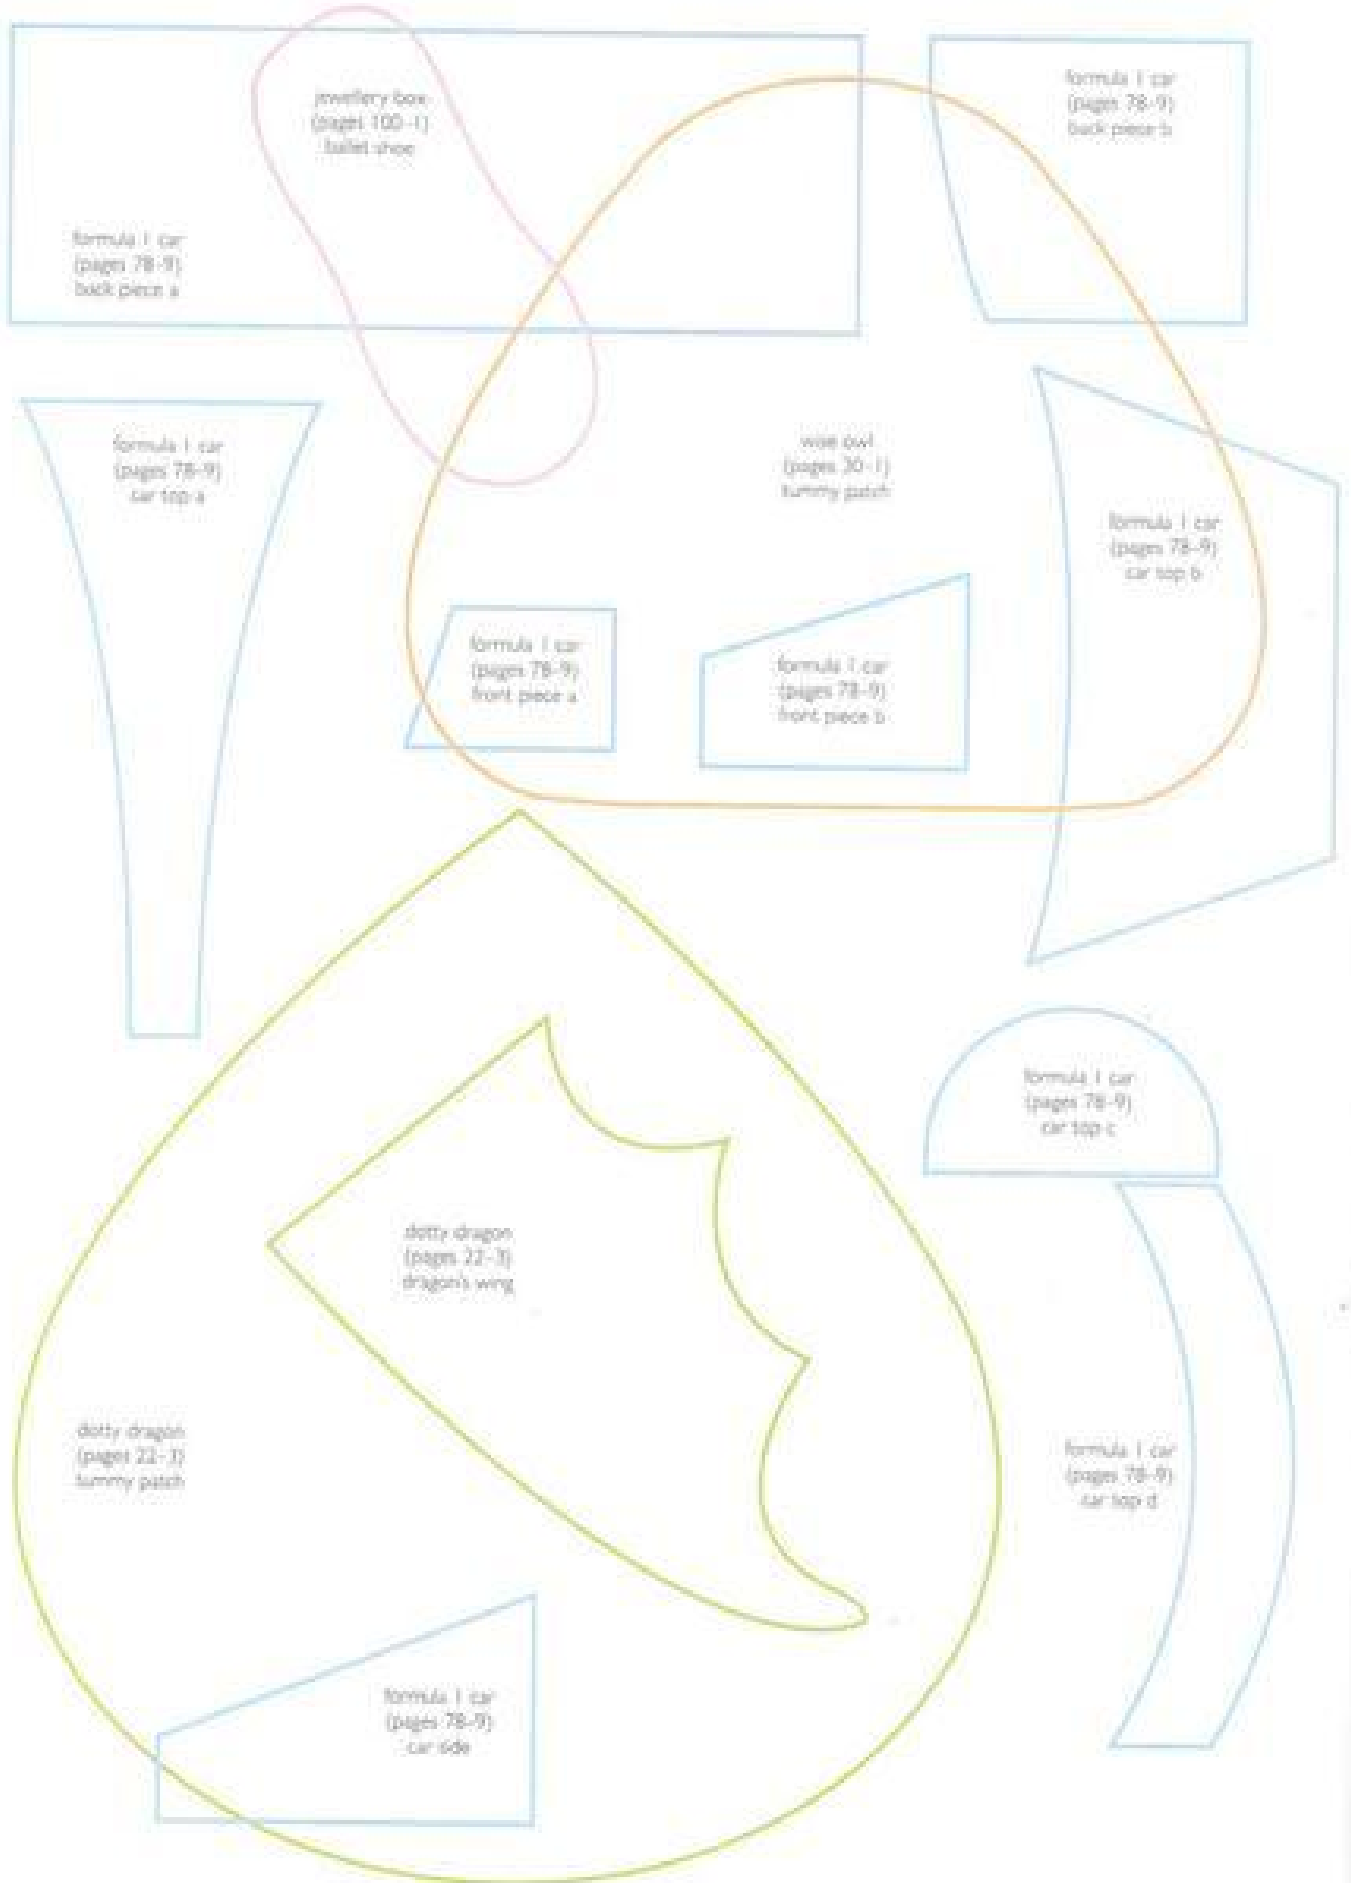 jewellery box
(pages 100-1)
ballet shoe
formula 1 car
(pages 78-9)
back piece b
formula 1 car
(pages 78-9)
back piece a
formula 1 car
(pages 78-9)
car top a
wise owl
(pages 30-1)
tummy patch
formula 1 car
(pages 78-9)
car top b
formula 1 car
(pages 78-9)
front piece a
formula 1 car
(pages 78-9)
front piece b
formula 1 car
(pages 78-9)
car top c
dotty dragon
(pages 22-3)
dragon's wing
dotty dragon
(pages 22-3)
tummy patch
formula 1 car
(pages 78-9)
car top d
formula 1 car
(pages 78-9)
car side